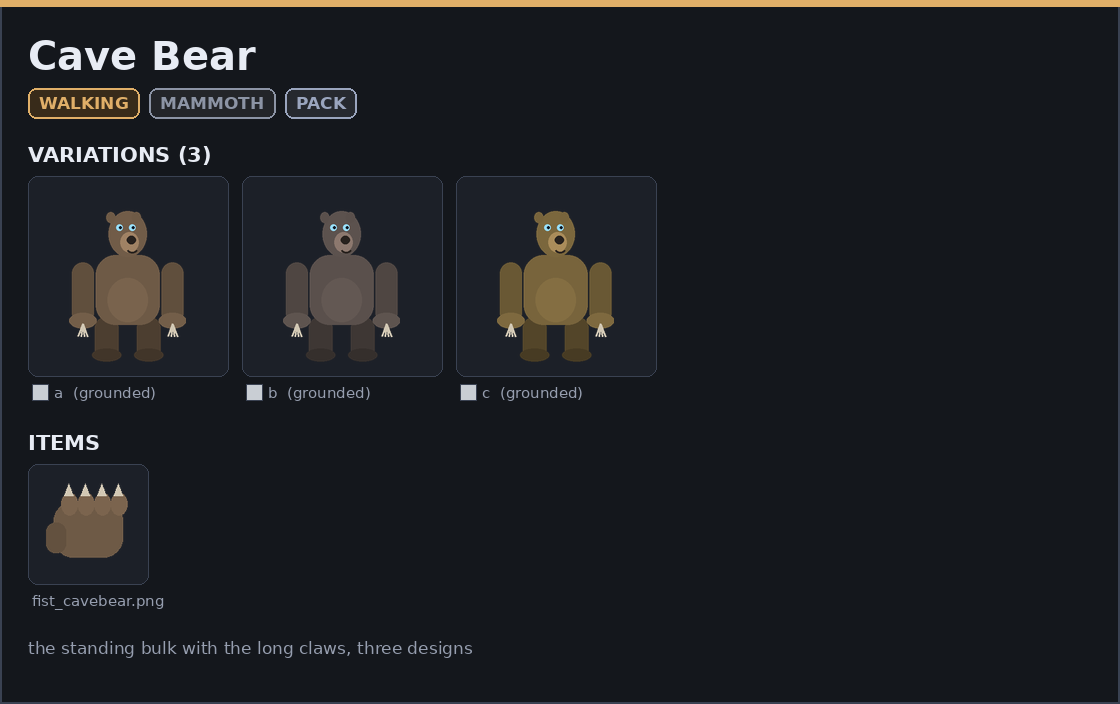 Cave Bear
WALKING MAMMOTH PACK
VARIATIONS (3)
a (grounded) b (grounded) c (grounded)
ITEMS
fist_cavebear.png
the standing bulk with the long claws, three designs